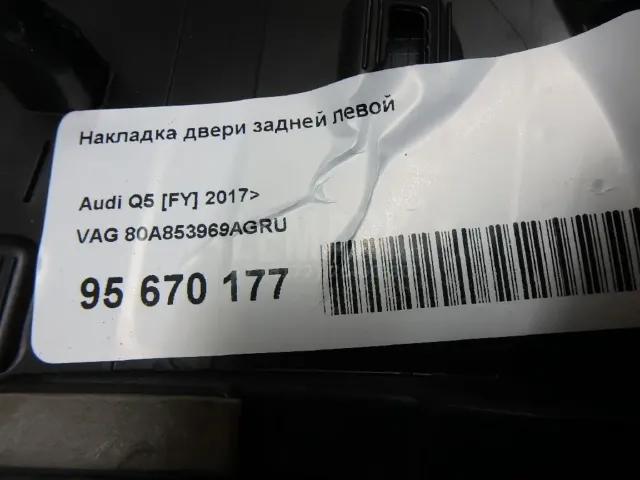 Накладка двери задней левой
Audi Q5 [FY] 2017>
VAG 80A853969AGRU
95 670 177